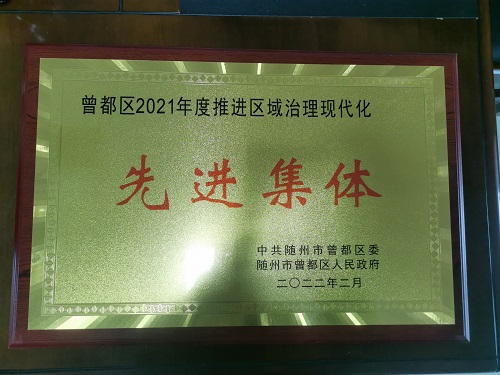 曾都区2021年度推进区域治理现代化
先进集体
中共随州市曾都区委
随州市曾都区人民政府
二〇二二年二月